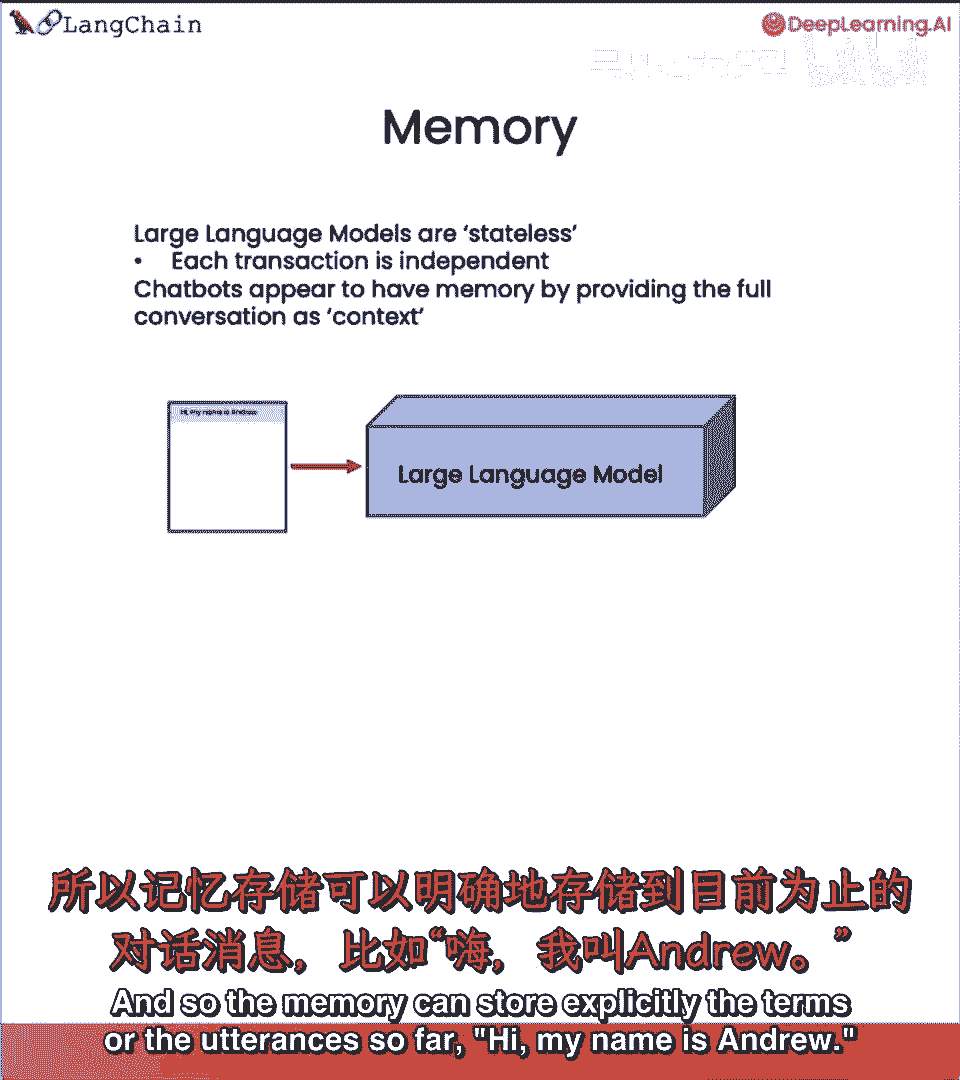 LangChain
DeepLearning.AI
Memory
Large Language Models are ‘stateless’
• Each transaction is independent
Chatbots appear to have memory by providing the full
conversation as ‘context’
Hi, my name is Andrew
Large Language Model
所以记忆存储可以明确地存储到目前为止的
对话消息，比如“嗨，我叫Andrew。”
And so the memory can store explicitly the terms
or the utterances so far, "Hi, my name is Andrew."